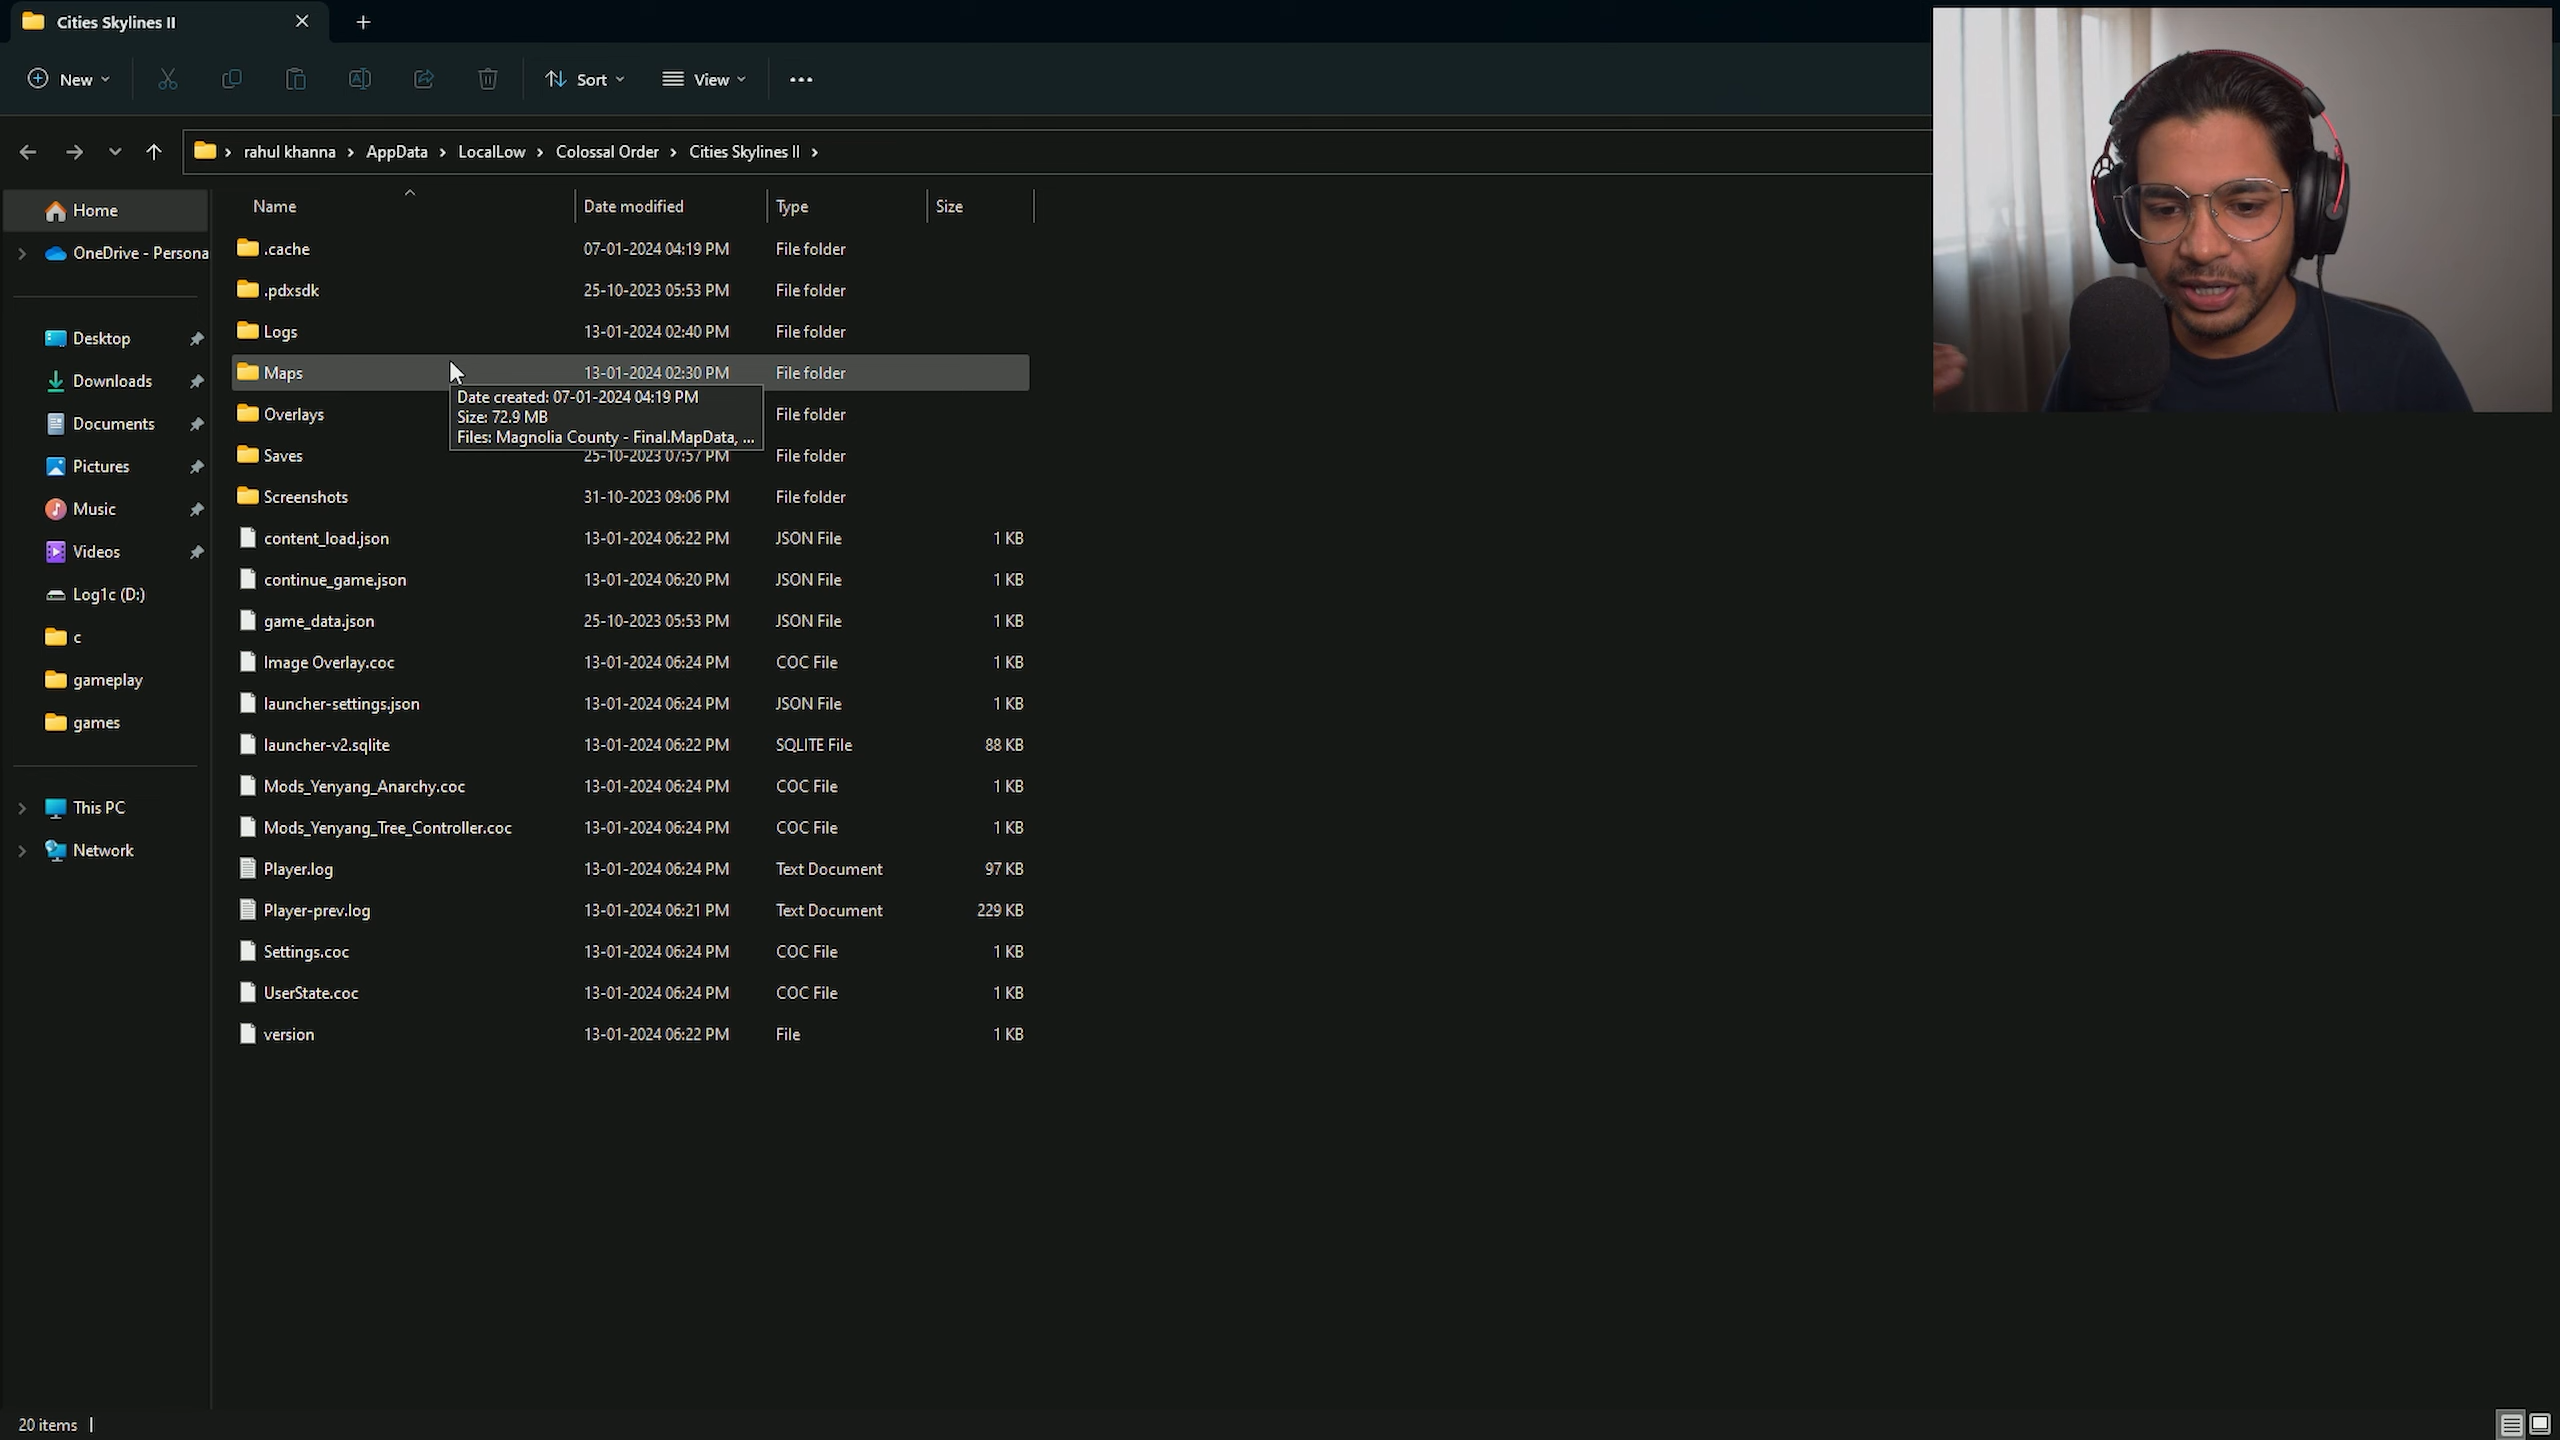 Cities Skylines II
New
Sort
View
rahul khanna
AppData
LocalLow
Colossal Order
Cities Skylines II
Home
OneDrive - Persona
Desktop
Downloads
Documents
Pictures
Music
Videos
Log1c (D:)
c
gameplay
games
This PC
Network
Name Date modified Type Size
.cache 07-01-2024 04:19 PM File folder
.pdxsdk 25-10-2023 05:53 PM File folder
Logs 13-01-2024 02:40 PM File folder
Maps 13-01-2024 02:30 PM File folder
Date created: 07-01-2024 04:19 PM
Size: 72.9 MB
Files: Magnolia County - Final.MapData, ...
Overlays File folder
Saves 25-10-2023 07:57 PM File folder
Screenshots 31-10-2023 09:06 PM File folder
content_load.json 13-01-2024 06:22 PM JSON File 1 KB
continue_game.json 13-01-2024 06:20 PM JSON File 1 KB
game_data.json 25-10-2023 05:53 PM JSON File 1 KB
Image Overlay.coc 13-01-2024 06:24 PM COC File 1 KB
launcher-settings.json 13-01-2024 06:24 PM JSON File 1 KB
launcher-v2.sqlite 13-01-2024 06:22 PM SQLITE File 88 KB
Mods_Yenyang_Anarchy.coc 13-01-2024 06:24 PM COC File 1 KB
Mods_Yenyang_Tree_Controller.coc 13-01-2024 06:24 PM COC File 1 KB
Player.log 13-01-2024 06:24 PM Text Document 97 KB
Player-prev.log 13-01-2024 06:21 PM Text Document 229 KB
Settings.coc 13-01-2024 06:24 PM COC File 1 KB
UserState.coc 13-01-2024 06:24 PM COC File 1 KB
version 13-01-2024 06:22 PM File 1 KB
20 items